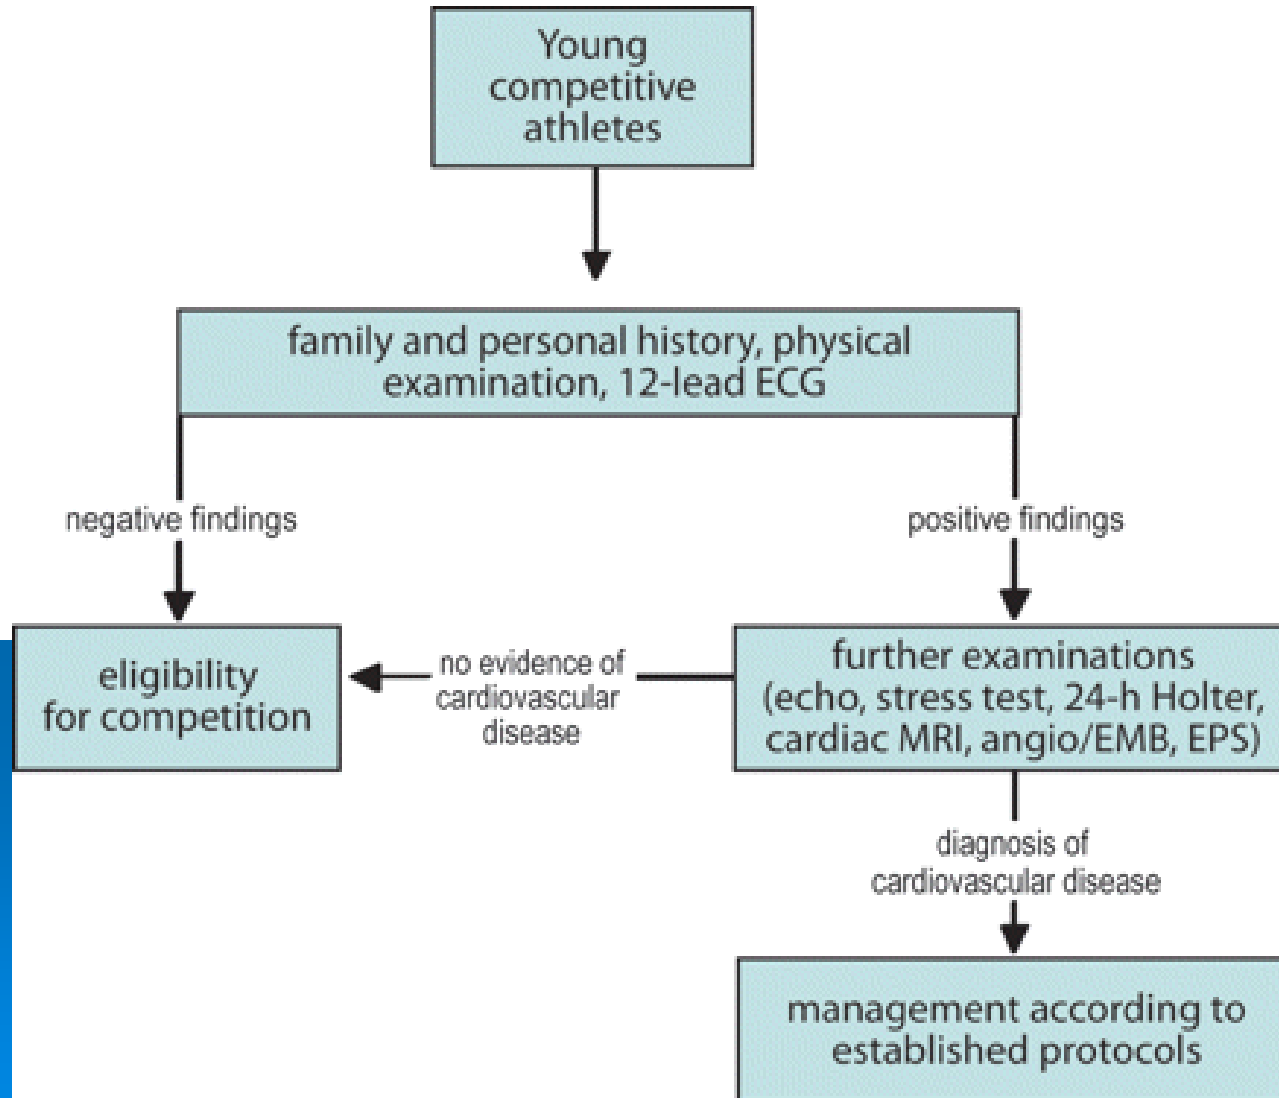 Young
competitive
athletes
family and personal history, physical
examination, 12-lead ECG
negative findings
positive findings
eligibility
for competition
no evidence of
cardiovascular
disease
further examinations
(echo, stress test, 24-h Holter,
cardiac MRI, angio/EMB, EPS)
diagnosis of
cardiovascular disease
management according to
established protocols